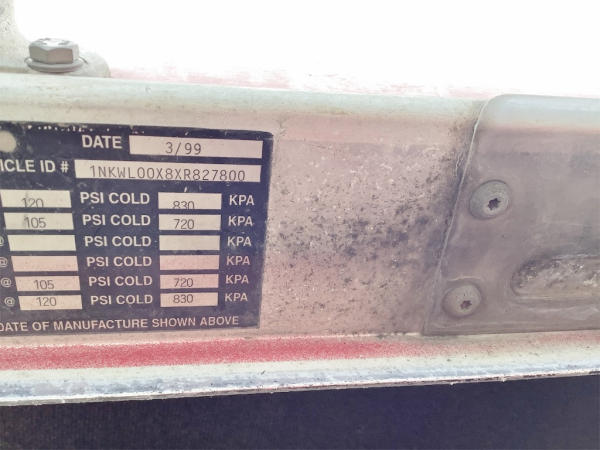 DATE 3/99
ICLE ID # 1NKWL00X8XR827800
120 PSI COLD 830 KPA
105 PSI COLD 720 KPA
@ PSI COLD KPA
@ PSI COLD KPA
@ 105 PSI COLD 720 KPA
@ 120 PSI COLD 830 KPA
DATE OF MANUFACTURE SHOWN ABOVE